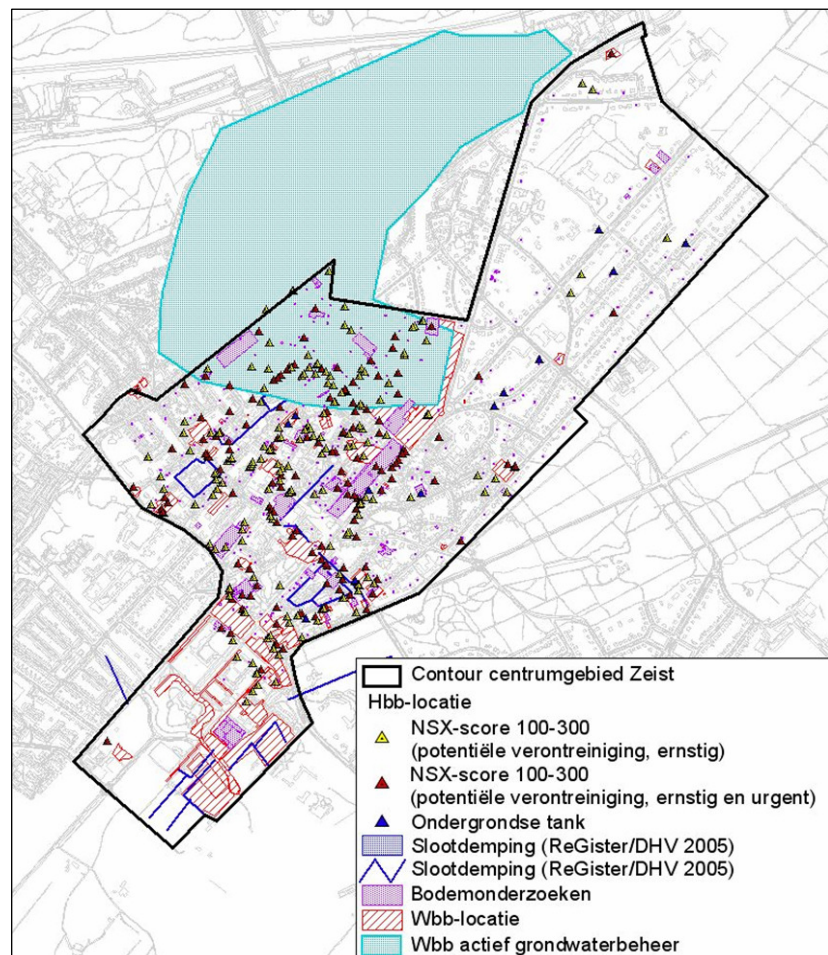 Contour centrumgebied Zeist
Hbb-locatie
NSX-score 100-300
(potentiële verontreiniging, ernstig)
NSX-score 100-300
(potentiële verontreiniging, ernstig en urgent)
Ondergrondse tank
Slootdemping (ReGister/DHV 2005)
Slootdemping (ReGister/DHV 2005)
Bodemonderzoeken
Wbb-locatie
Wbb actief grondwaterbeheer